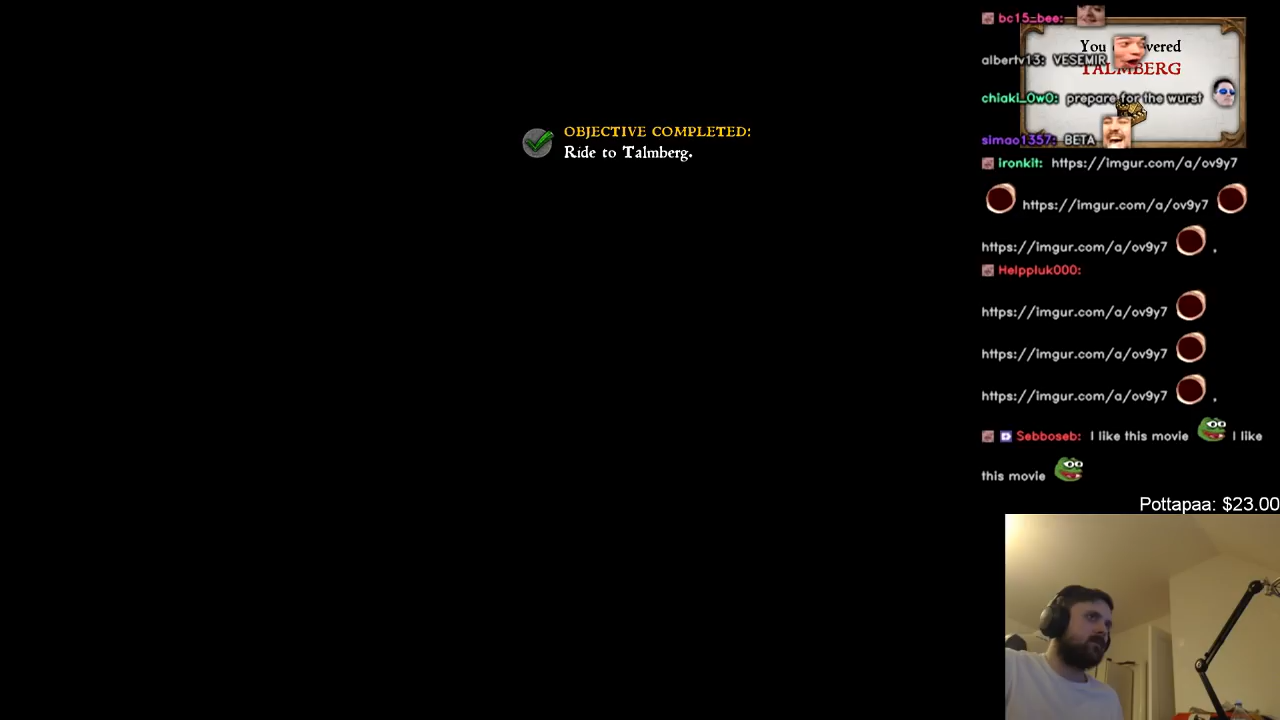 OBJECTIVE COMPLETED:
Ride to Talmberg.
bc15_bee:
You vered
albertv13: VESEMIR
TALMBERG
chiaki_0w0: prepare for the wurst
simao1357: BETA
ironkit: https://imgur.com/a/ov9y7
https://imgur.com/a/ov9y7
https://imgur.com/a/ov9y7 ,
Helppluk000:
https://imgur.com/a/ov9y7
https://imgur.com/a/ov9y7
https://imgur.com/a/ov9y7 ,
Sebboseb: I like this movie I like
this movie
Pottapaa: $23.00